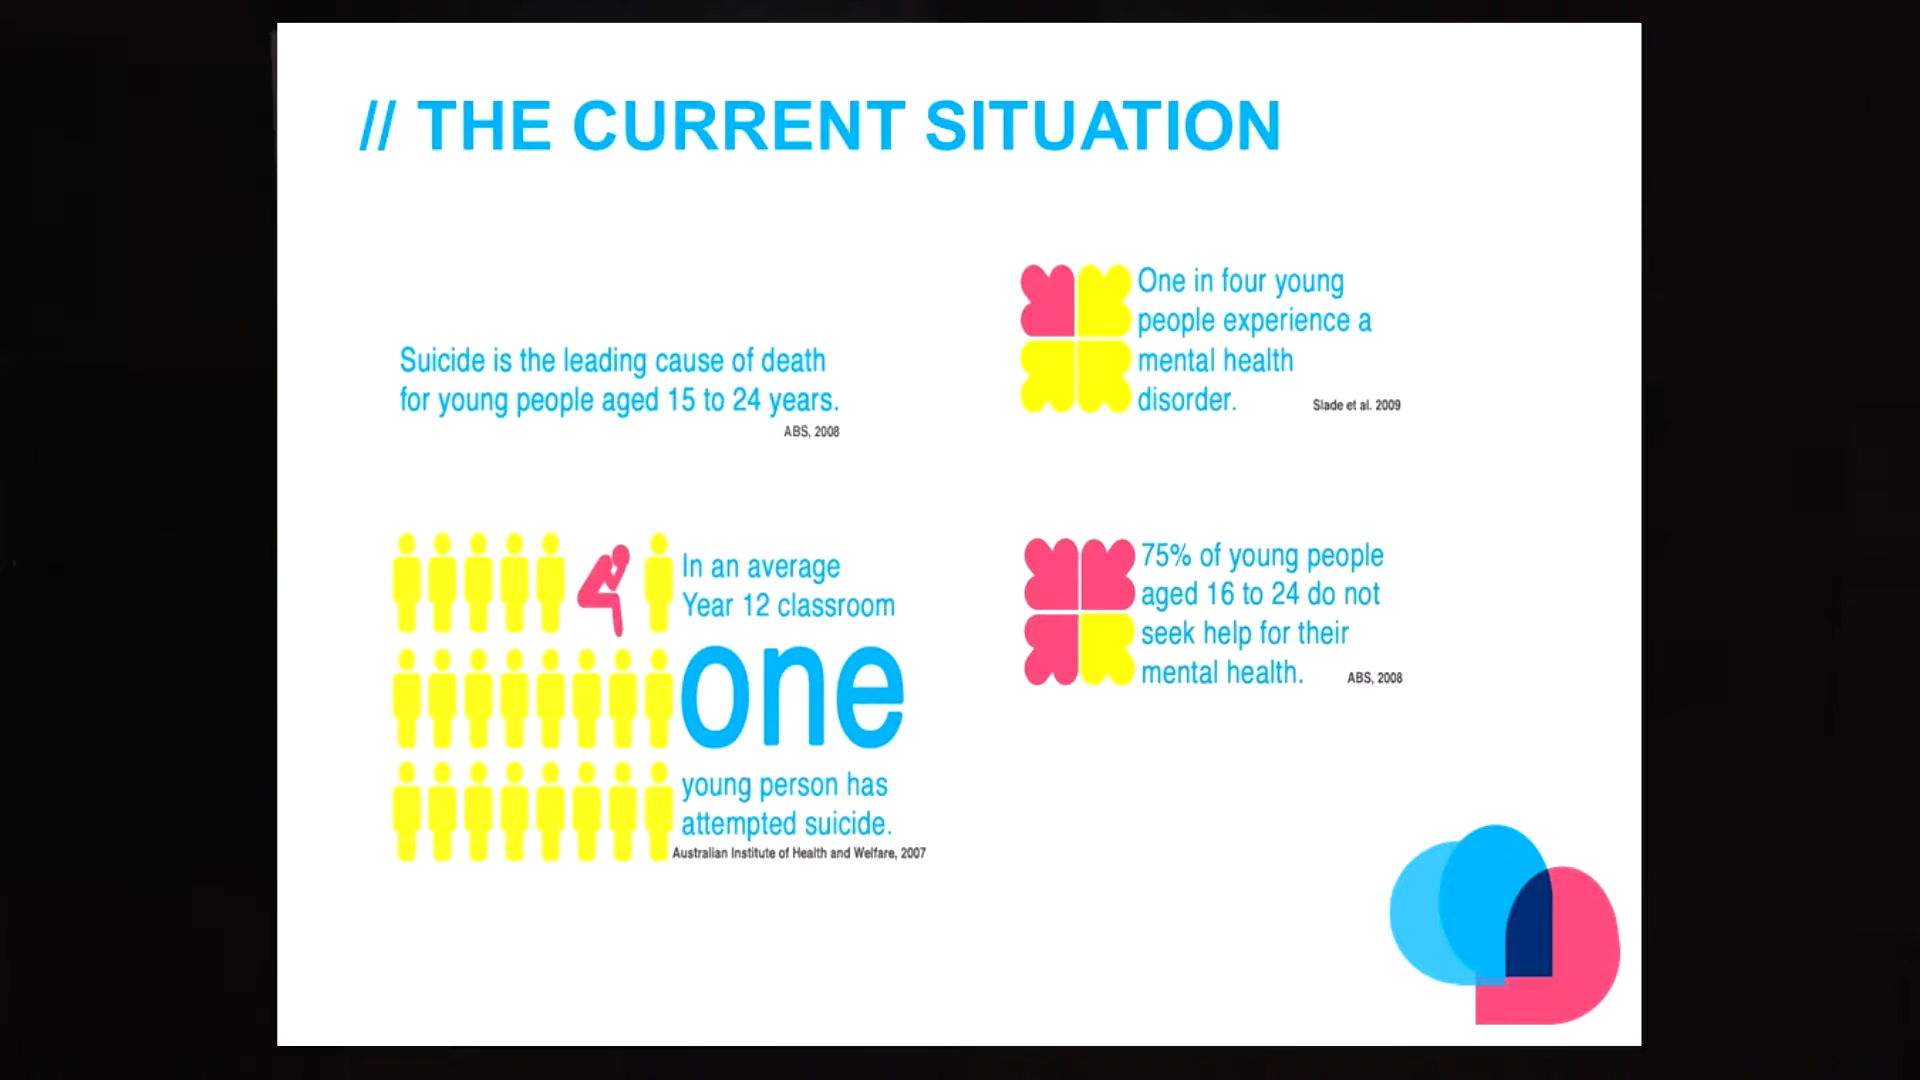 // THE CURRENT SITUATION
Suicide is the leading cause of death
for young people aged 15 to 24 years.
ABS, 2008
One in four young
people experience a
mental health
disorder.
Slade et al. 2009
In an average
Year 12 classroom
one
young person has
attempted suicide.
Australian Institute of Health and Welfare, 2007
75% of young people
aged 16 to 24 do not
seek help for their
mental health.
ABS, 2008